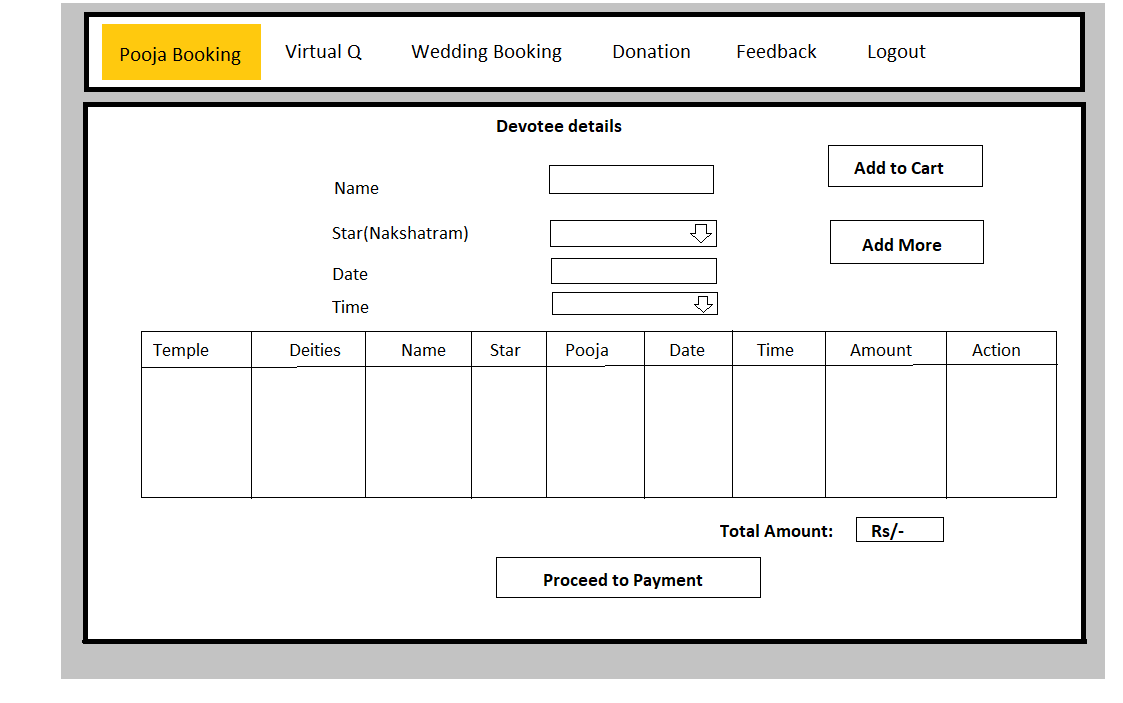 Pooja Booking Virtual Q Wedding Booking Donation Feedback Logout
Devotee details
Add to Cart
Name
Star(Nakshatram)
Add More
Date
Time
Temple Deities Name Star Pooja Date Time Amount Action
Total Amount: Rs/-
Proceed to Payment